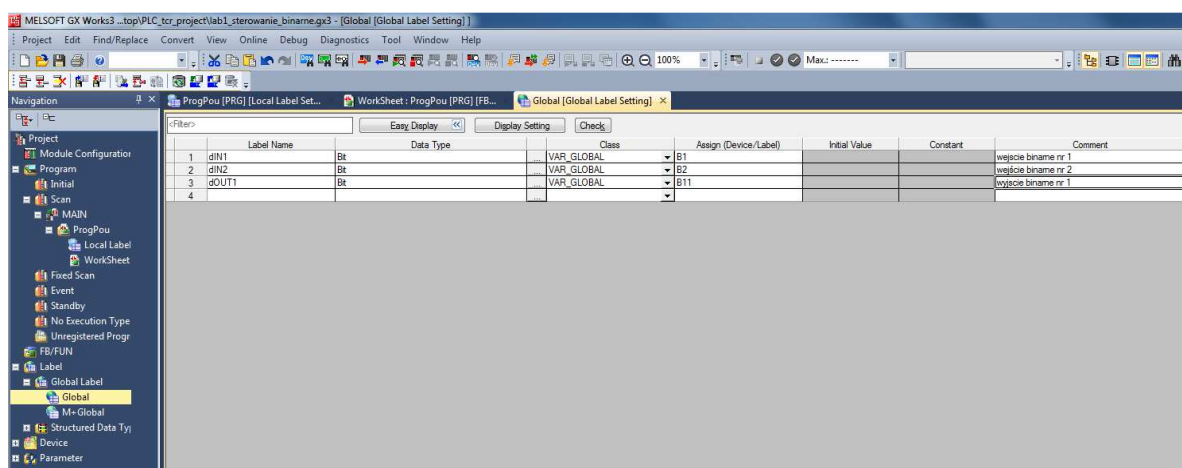 MELSOFT GX Works3 ...top\PLC_tcr_project\lab1_sterowanie_binarne.gx3 - [Global [Global Label Setting] ]
Project Edit Find/Replace Convert View Online Debug Diagnostics Tool Window Help
100% Max.: -------
Navigation
ProgPou [PRG] [Local Label Set... WorkSheet : ProgPou [PRG] [FB... Global [Global Label Setting]
<Filter> Easy Display Display Setting Check
Label Name Data Type Class Assign (Device/Label) Initial Value Constant Comment
1 dIN1 Bit ... VAR_GLOBAL B1 wejscie binarne nr 1
2 dIN2 Bit ... VAR_GLOBAL B2 wejście binarne nr 2
3 dOUT1 Bit ... VAR_GLOBAL B11 wyjscie binarne nr 1
4 ...
Project
Module Configuration
Program
Initial
Scan
MAIN
ProgPou
Local Label
WorkSheet
Fixed Scan
Event
Standby
No Execution Type
Unregistered Progr
FB/FUN
Label
Global Label
Global
M+Global
Structured Data Ty
Device
Parameter